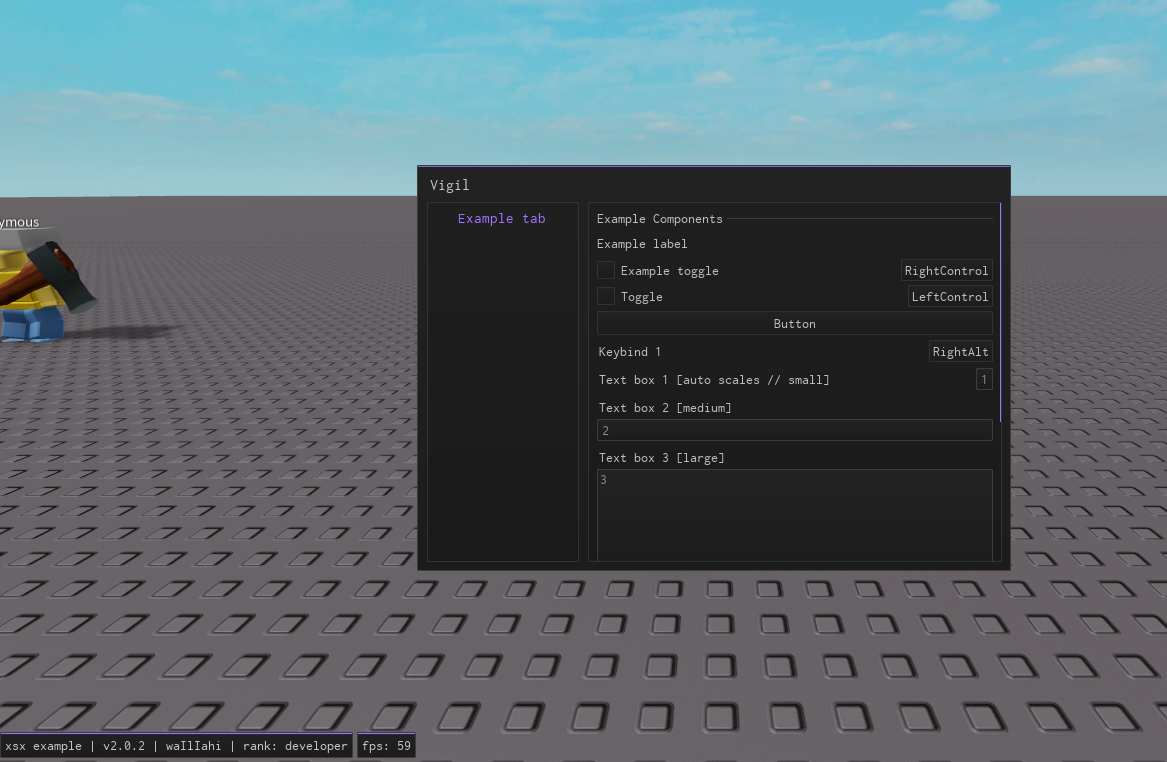 ymous
Vigil
Example tab
Example Components
Example label
Example toggle RightControl
Toggle LeftControl
Button
Keybind 1 RightAlt
Text box 1 [auto scales // small] 1
Text box 2 [medium]
2
Text box 3 [large]
3
xsx example | v2.0.2 | waIlIahi | rank: developer fps: 59